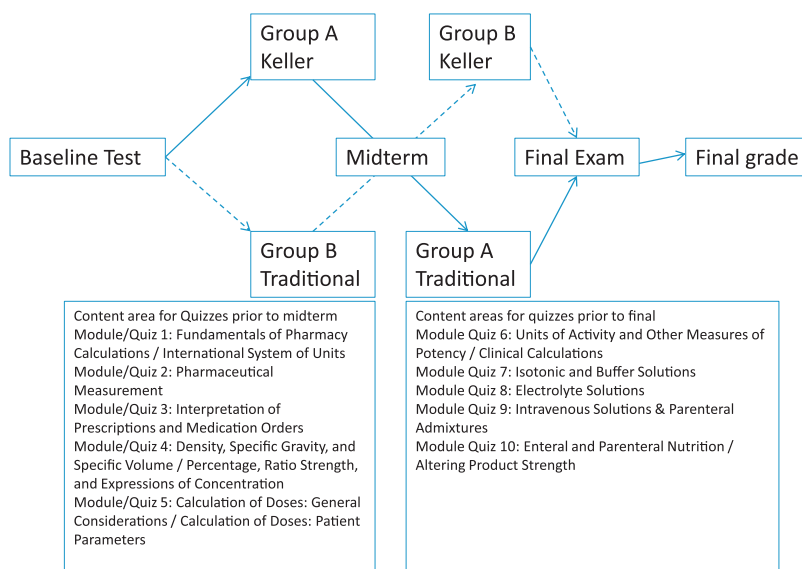 Group A
Keller
Group B
Keller
Baseline Test
Midterm
Final Exam
Final grade
Group B
Traditional
Group A
Traditional
Content area for Quizzes prior to midterm
Module/Quiz 1: Fundamentals of Pharmacy
Calculations / International System of Units
Module/Quiz 2: Pharmaceutical
Measurement
Module/Quiz 3: Interpretation of
Prescriptions and Medication Orders
Module/Quiz 4: Density, Specific Gravity, and
Specific Volume / Percentage, Ratio Strength,
and Expressions of Concentration
Module/Quiz 5: Calculation of Doses: General
Considerations / Calculation of Doses: Patient
Parameters
Content areas for quizzes prior to final
Module Quiz 6: Units of Activity and Other Measures of
Potency / Clinical Calculations
Module Quiz 7: Isotonic and Buffer Solutions
Module Quiz 8: Electrolyte Solutions
Module Quiz 9: Intravenous Solutions & Parenteral
Admixtures
Module Quiz 10: Enteral and Parenteral Nutrition /
Altering Product Strength